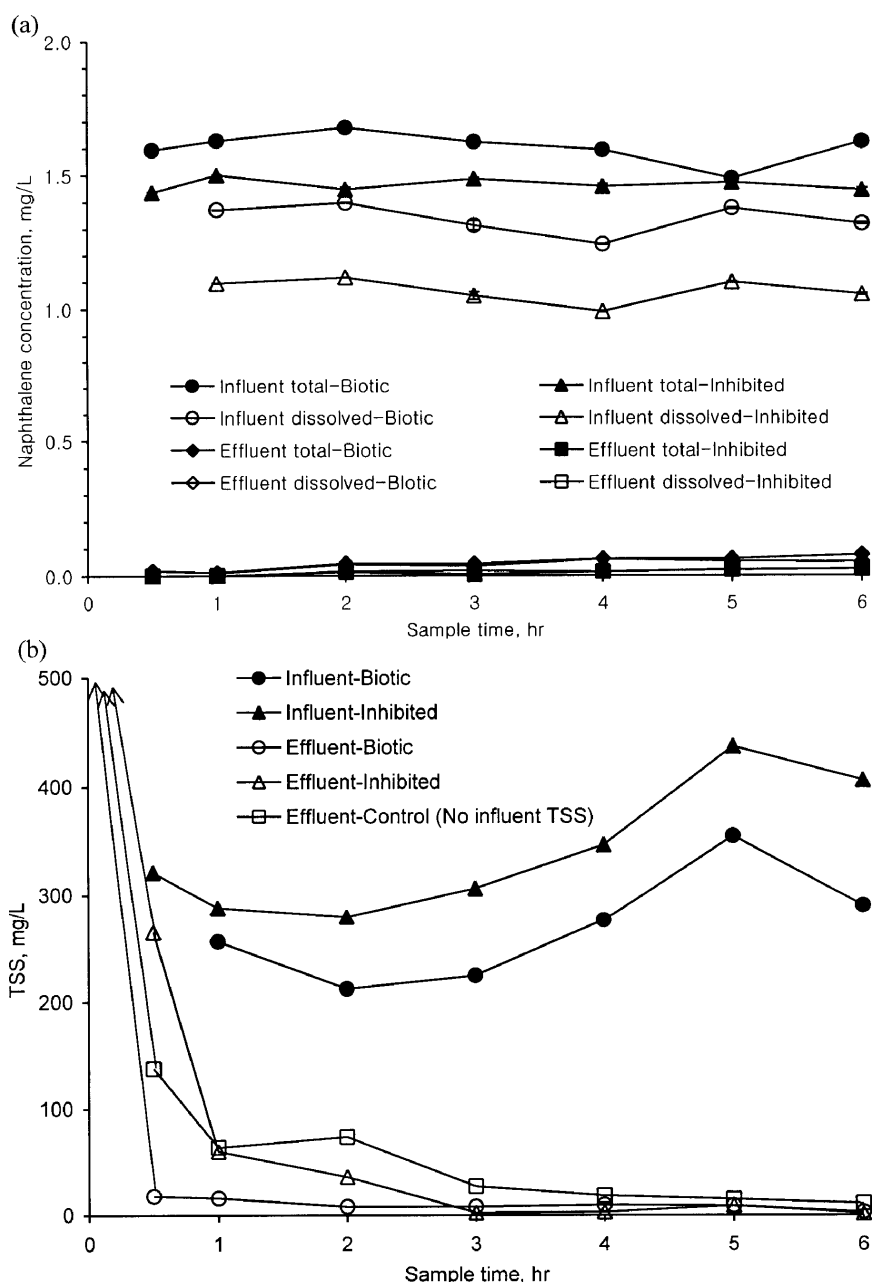 (a)
2.0
1.5
1.0
0.5
0.0
Naphthalene concentration, mg/L
Influent total-Biotic
Influent total-Inhibited
Influent dissolved-Biotic
Influent dissolved-Inhibited
Effluent total-Biotic
Effluent total-Inhibited
Effluent dissolved-Biotic
Effluent dissolved-Inhibited
0 1 2 3 4 5 6
Sample time, hr
(b)
500
400
300
200
100
0
TSS, mg/L
Influent-Biotic
Influent-Inhibited
Effluent-Biotic
Effluent-Inhibited
Effluent-Control (No influent TSS)
0 1 2 3 4 5 6
Sample time, hr